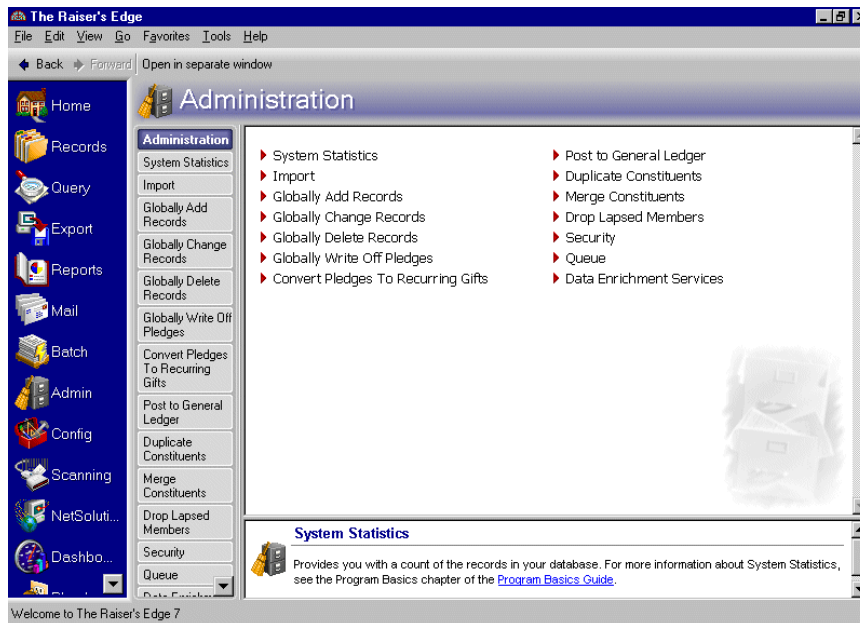 The Raiser's Edge
File Edit View Go Favorites Tools Help
Back Forward Open in separate window
Administration
Home
Records
Query
Export
Reports
Mail
Batch
Admin
Config
Scanning
NetSoluti...
Dashbo...
Administration
System Statistics
Import
Globally Add
Records
Globally Change
Records
Globally Delete
Records
Globally Write Off
Pledges
Convert Pledges
To Recurring
Gifts
Post to General
Ledger
Duplicate
Constituents
Merge
Constituents
Drop Lapsed
Members
Security
Queue
System Statistics
Import
Globally Add Records
Globally Change Records
Globally Delete Records
Globally Write Off Pledges
Convert Pledges To Recurring Gifts
Post to General Ledger
Duplicate Constituents
Merge Constituents
Drop Lapsed Members
Security
Queue
Data Enrichment Services
System Statistics
Provides you with a count of the records in your database. For more information about System Statistics,
see the Program Basics chapter of the Program Basics Guide.
Welcome to The Raiser's Edge 7